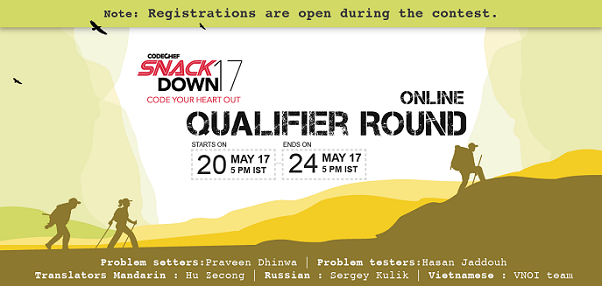 Note: Registrations are open during the contest.
CODECHEF
SNACK
DOWN17
CODE YOUR HEART OUT
ONLINE
QUALIFIER ROUND
STARTS ON
20 MAY 17
5 PM IST
ENDS ON
24 MAY 17
5 PM IST
Problem setters:Praveen Dhinwa | Problem testers:Hasan Jaddouh
Translators Mandarin : Hu Zecong | Russian : Sergey Kulik | Vietnamese : VNOI team